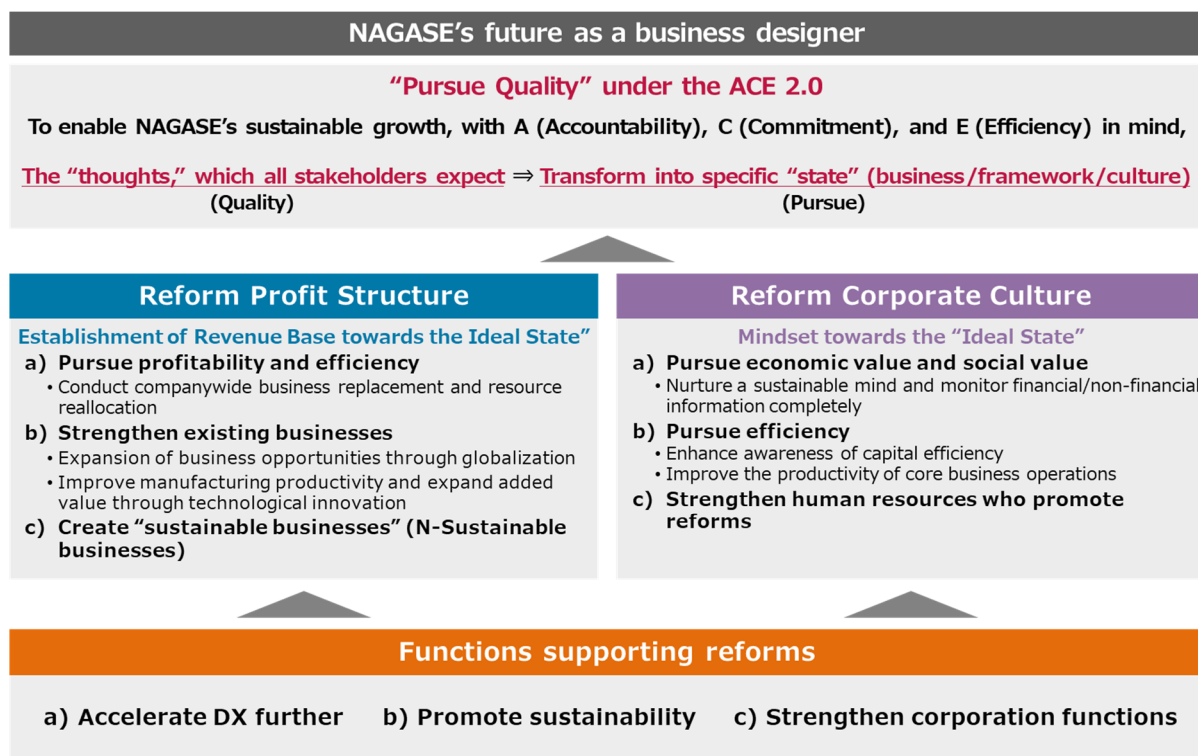 NAGASE’s future as a business designer
“Pursue Quality” under the ACE 2.0
To enable NAGASE’s sustainable growth, with A (Accountability), C (Commitment), and E (Efficiency) in mind,
The “thoughts,” which all stakeholders expect ⇒ Transform into specific “state” (business/framework/culture)
(Quality) (Pursue)
Reform Profit Structure
Establishment of Revenue Base towards the Ideal State”
a) Pursue profitability and efficiency
• Conduct companywide business replacement and resource
reallocation
b) Strengthen existing businesses
• Expansion of business opportunities through globalization
• Improve manufacturing productivity and expand added
value through technological innovation
c) Create “sustainable businesses” (N-Sustainable
businesses)
Reform Corporate Culture
Mindset towards the “Ideal State”
a) Pursue economic value and social value
• Nurture a sustainable mind and monitor financial/non-financial
information completely
b) Pursue efficiency
• Enhance awareness of capital efficiency
• Improve the productivity of core business operations
c) Strengthen human resources who promote
reforms
Functions supporting reforms
a) Accelerate DX further b) Promote sustainability c) Strengthen corporation functions